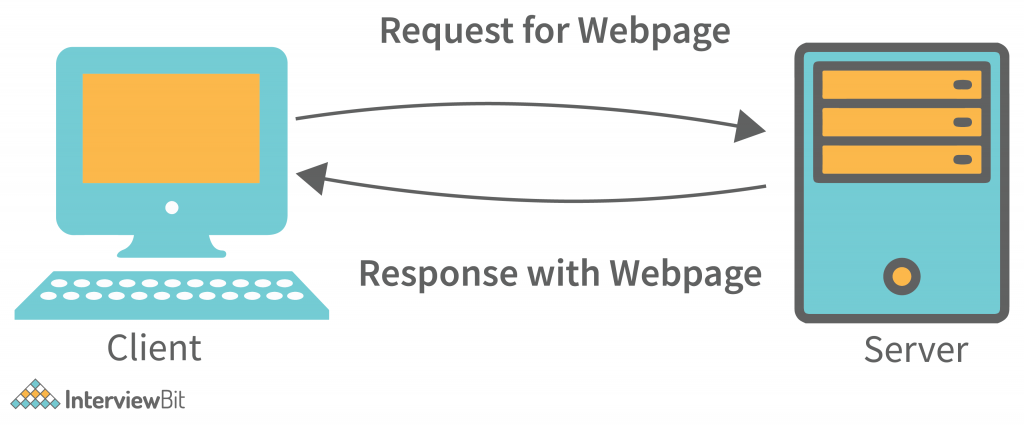 Request for Webpage
Response with Webpage
Client
Server
InterviewBit